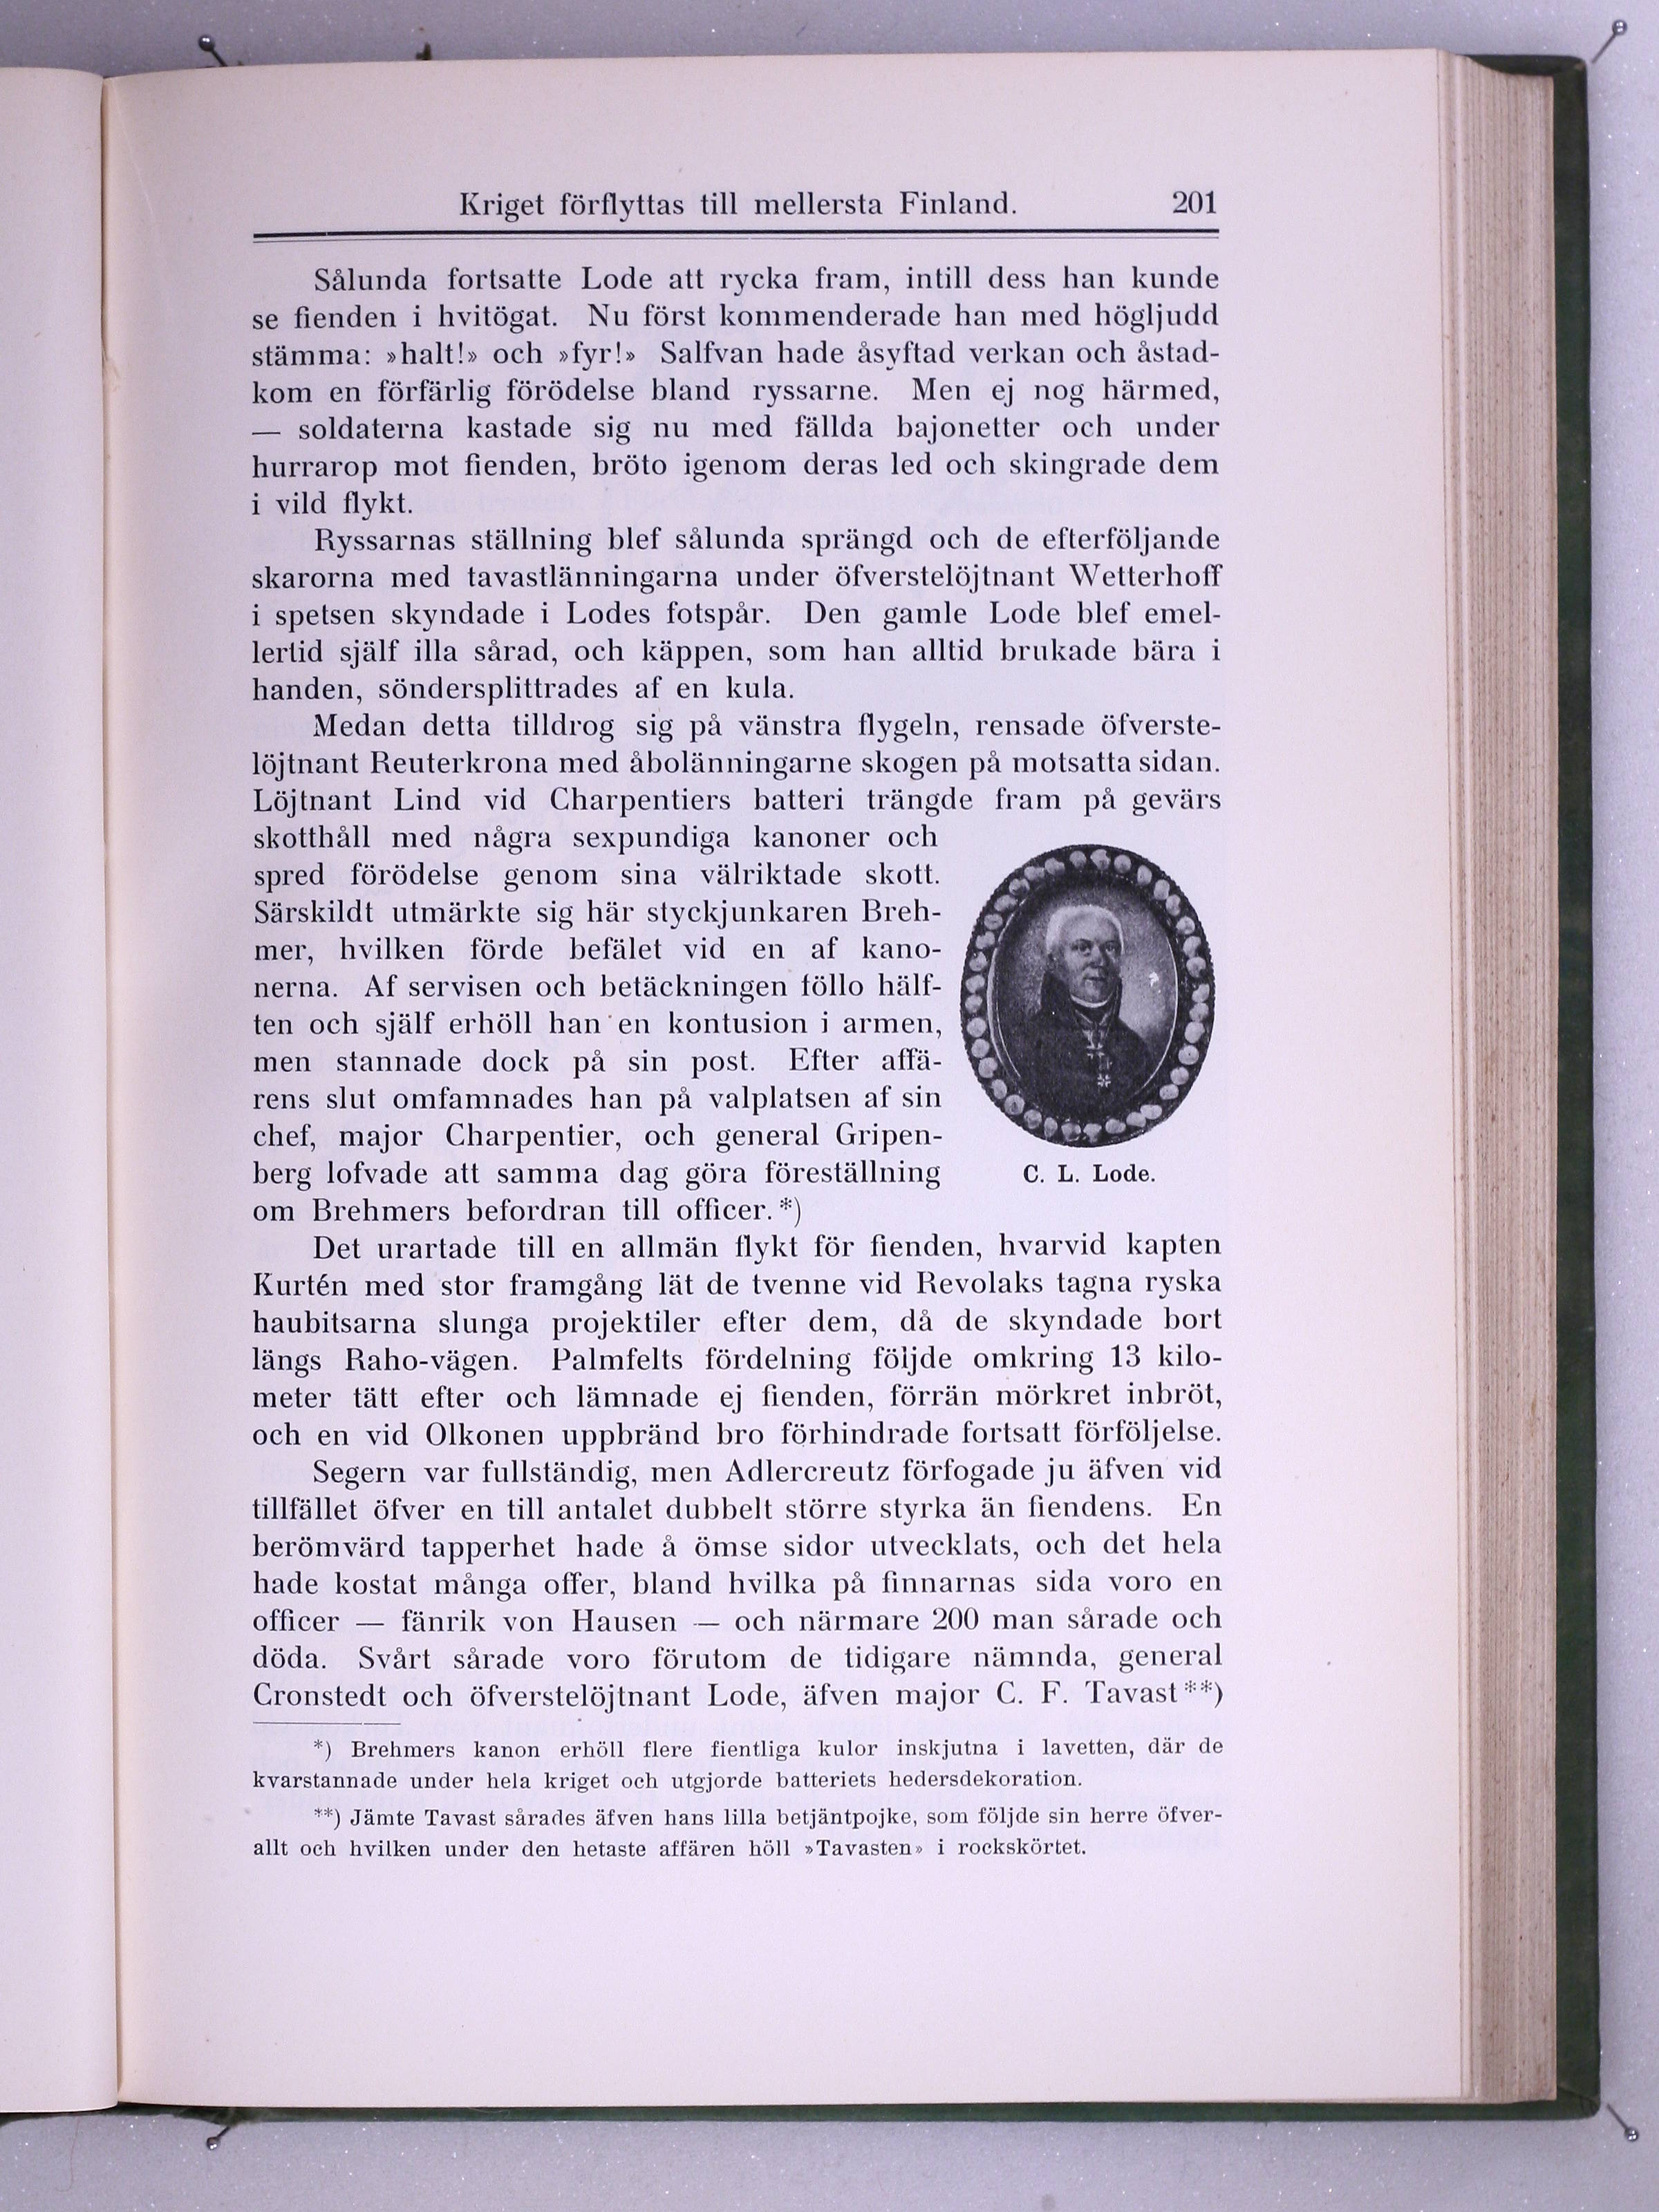 Kriget förflyttas till mellersta Finland. 201
Sålunda fortsatte Lode att rycka fram, intill dess han kunde
se fienden i hvitögat. Nu först kommenderade han med högljudd
stämma: »halt!» och »fyr!» Salfvan hade åsyftad verkan och åstad-
kom en förfärlig förödelse bland ryssarne. Men ej nog härmed,
— soldaterna kastade sig nu med fällda bajonetter och under
hurrarop mot fienden, bröto igenom deras led och skingrade dem
i vild flykt.
Ryssarnas ställning blef sålunda sprängd och de efterföljande
skarorna med tavastlänningarna under öfverstelöjtnant Wetterhoff
i spetsen skyndade i Lodes fotspår. Den gamle Lode blef emel-
lertid själf illa sårad, och käppen, som han alltid brukade bära i
handen, söndersplittrades af en kula.
Medan detta tilldrog sig på vänstra flygeln, rensade öfverste-
löjtnant Reuterkrona med åbolänningarne skogen på motsatta sidan.
Löjtnant Lind vid Charpentiers batteri trängde fram på gevärs
skotthåll med några sexpundiga kanoner och
spred förödelse genom sina välriktade skott.
Särskildt utmärkte sig här styckjunkaren Breh-
mer, hvilken förde befälet vid en af kano-
nerna. Af servisen och betäckningen föllo hälf-
ten och själf erhöll han en kontusion i armen,
men stannade dock på sin post. Efter affä-
rens slut omfamnades han på valplatsen af sin
chef, major Charpentier, och general Gripen-
berg lofvade att samma dag göra föreställning
om Brehmers befordran till officer. *)
C. L. Lode.
Det urartade till en allmän flykt för fienden, hvarvid kapten
Kurtén med stor framgång lät de tvenne vid Revolaks tagna ryska
haubitsarna slunga projektiler efter dem, då de skyndade bort
längs Raho-vägen. Palmfelts fördelning följde omkring 13 kilo-
meter tätt efter och lämnade ej fienden, förrän mörkret inbröt,
och en vid Olkonen uppbränd bro förhindrade fortsatt förföljelse.
Segern var fullständig, men Adlercreutz förfogade ju äfven vid
tillfället öfver en till antalet dubbelt större styrka än fiendens. En
berömvärd tapperhet hade å ömse sidor utvecklats, och det hela
hade kostat många offer, bland hvilka på finnarnas sida voro en
officer — fänrik von Hausen — och närmare 200 man sårade och
döda. Svårt sårade voro förutom de tidigare nämnda, general
Cronstedt och öfverstelöjtnant Lode, äfven major C. F. Tavast **)
*) Brehmers kanon erhöll flere fientliga kulor inskjutna i lavetten, där de
kvarstannade under hela kriget och utgjorde batteriets hedersdekoration.
**) Jämte Tavast sårades äfven hans lilla betjäntpojke, som följde sin herre öfver-
allt och hvilken under den hetaste affären höll »Tavasten» i rockskörtet.